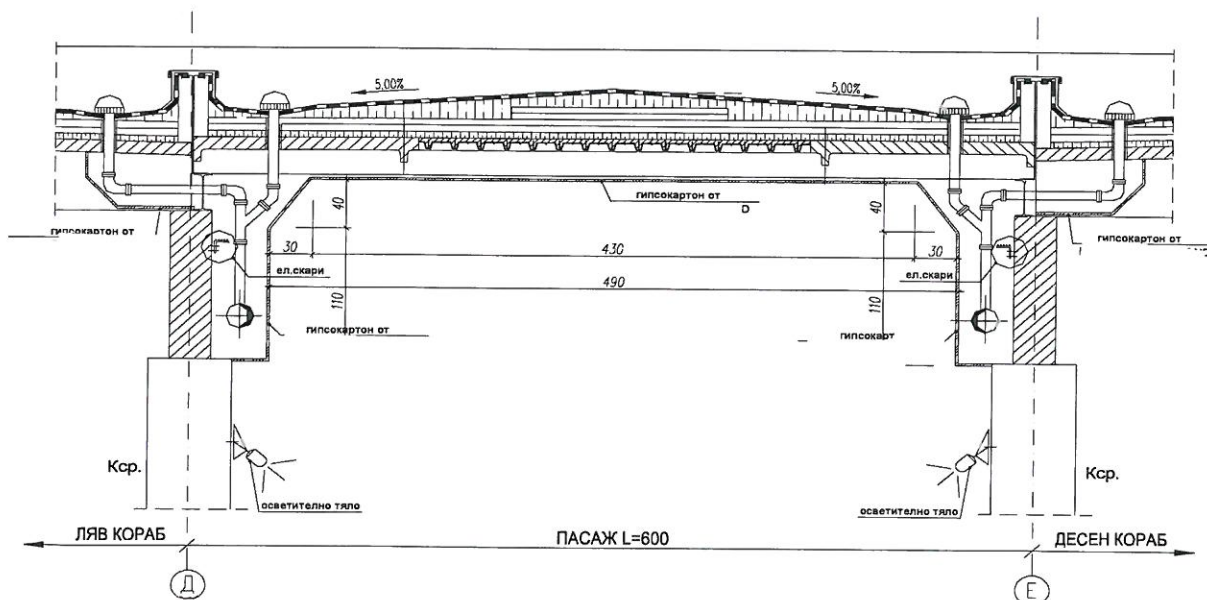 5,00% 5,00%
гипсокартон от
D
40 40
гипсокартон от гипсокартон от
30 430 30
ел.скари ел.скари
490
110 110
гипсокартон от гипсокарт
Кср. Кср.
осветително тяло осветително тяло
ЛЯВ КОРАБ ПАСАЖ L=600 ДЕСЕН КОРАБ
Д Е